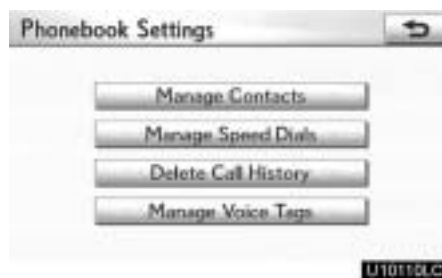 Phonebook Settings
Manage Contacts
Manage Speed Dials
Delete Call History
Manage Voice Tags
U10110LC